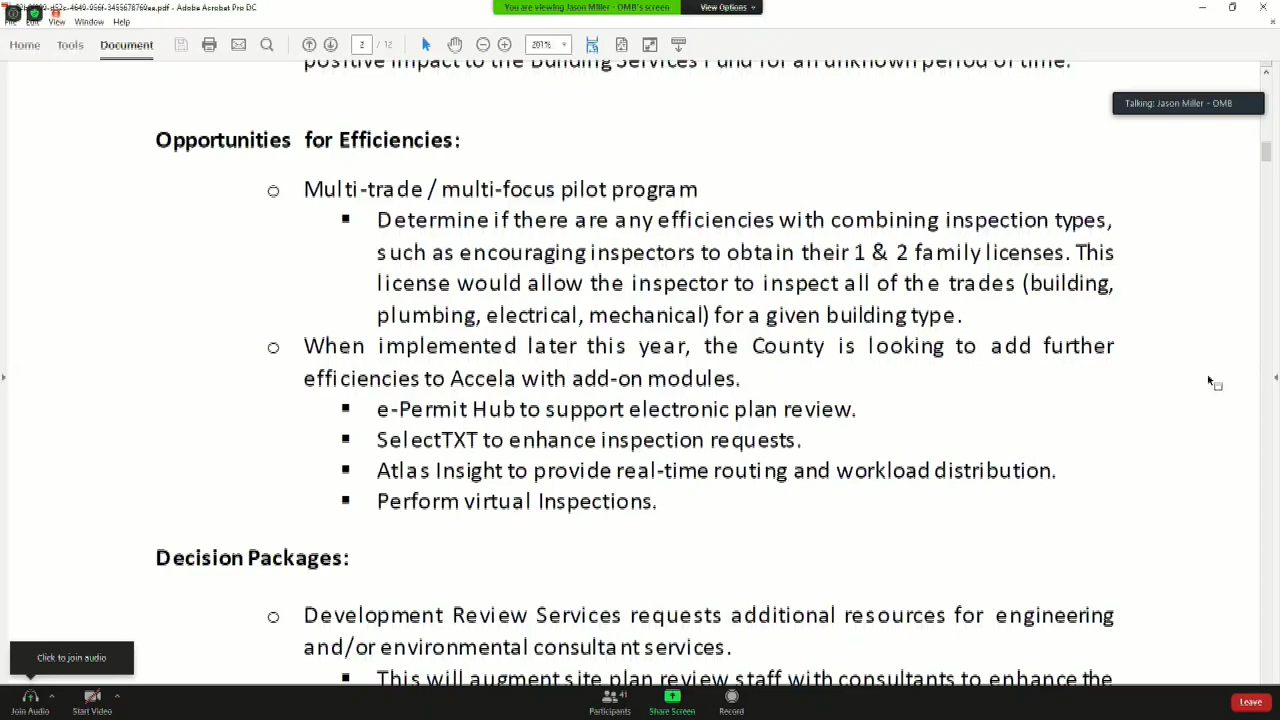 .pdf - Adobe Acrobat Pro DC
You are viewing Jason Miller - OMB's screen
View Options
File View Window Help
Home Tools Document
2 / 12
201%
positive impact to the Building Services Fund for an unknown period of time.
Talking: Jason Miller - OMB
Opportunities for Efficiencies:
Multi-trade / multi-focus pilot program
Determine if there are any efficiencies with combining inspection types,
such as encouraging inspectors to obtain their 1 & 2 family licenses. This
license would allow the inspector to inspect all of the trades (building,
plumbing, electrical, mechanical) for a given building type.
When implemented later this year, the County is looking to add further
efficiencies to Accela with add-on modules.
e-Permit Hub to support electronic plan review.
SelectTXT to enhance inspection requests.
Atlas Insight to provide real-time routing and workload distribution.
Perform virtual Inspections.
Decision Packages:
Development Review Services requests additional resources for engineering
and/or environmental consultant services.
This will augment site plan review staff with consultants to enhance the
Click to join audio
Join Audio
Start Video
41
Participants
Share Screen
Record
Leave